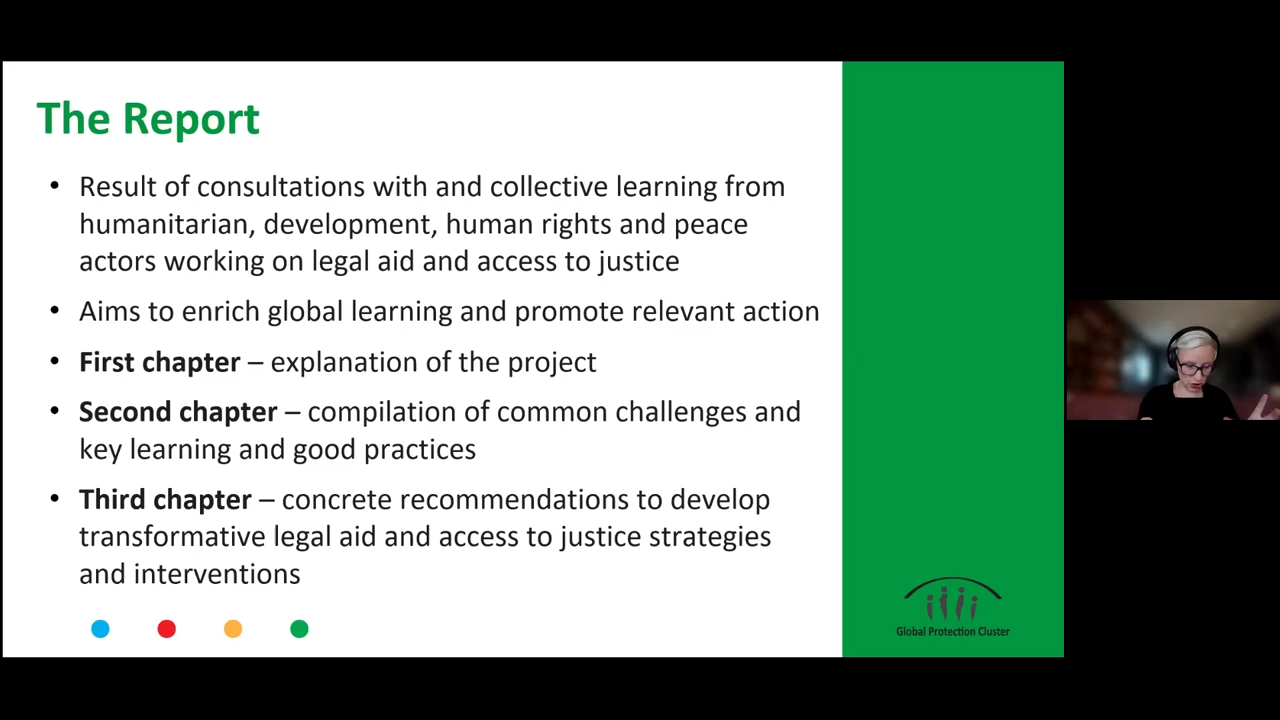 The Report
• Result of consultations with and collective learning from
humanitarian, development, human rights and peace
actors working on legal aid and access to justice
• Aims to enrich global learning and promote relevant action
• First chapter – explanation of the project
• Second chapter – compilation of common challenges and
key learning and good practices
• Third chapter – concrete recommendations to develop
transformative legal aid and access to justice strategies
and interventions
Global Protection Cluster